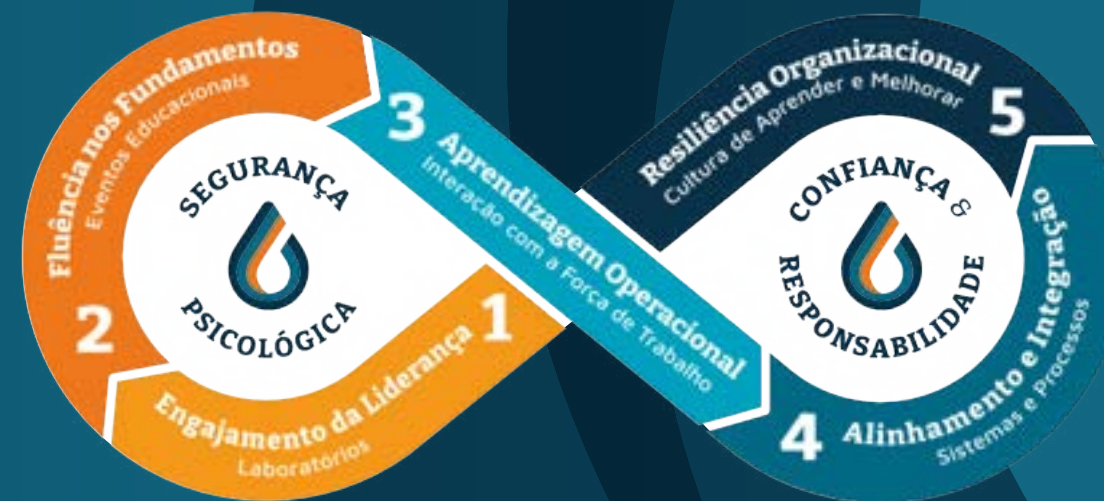 1
Engajamento da Liderança
Laboratórios
2
Fluência nos Fundamentos
Eventos Educacionais
3
Aprendizagem Operacional
Interação com a Força de Trabalho
4
Alinhamento e Integração
Sistemas e Processos
5
Resiliência Organizacional
Cultura de Aprender e Melhorar
SEGURANÇA
PSICOLÓGICA
CONFIANÇA &
RESPONSABILIDADE